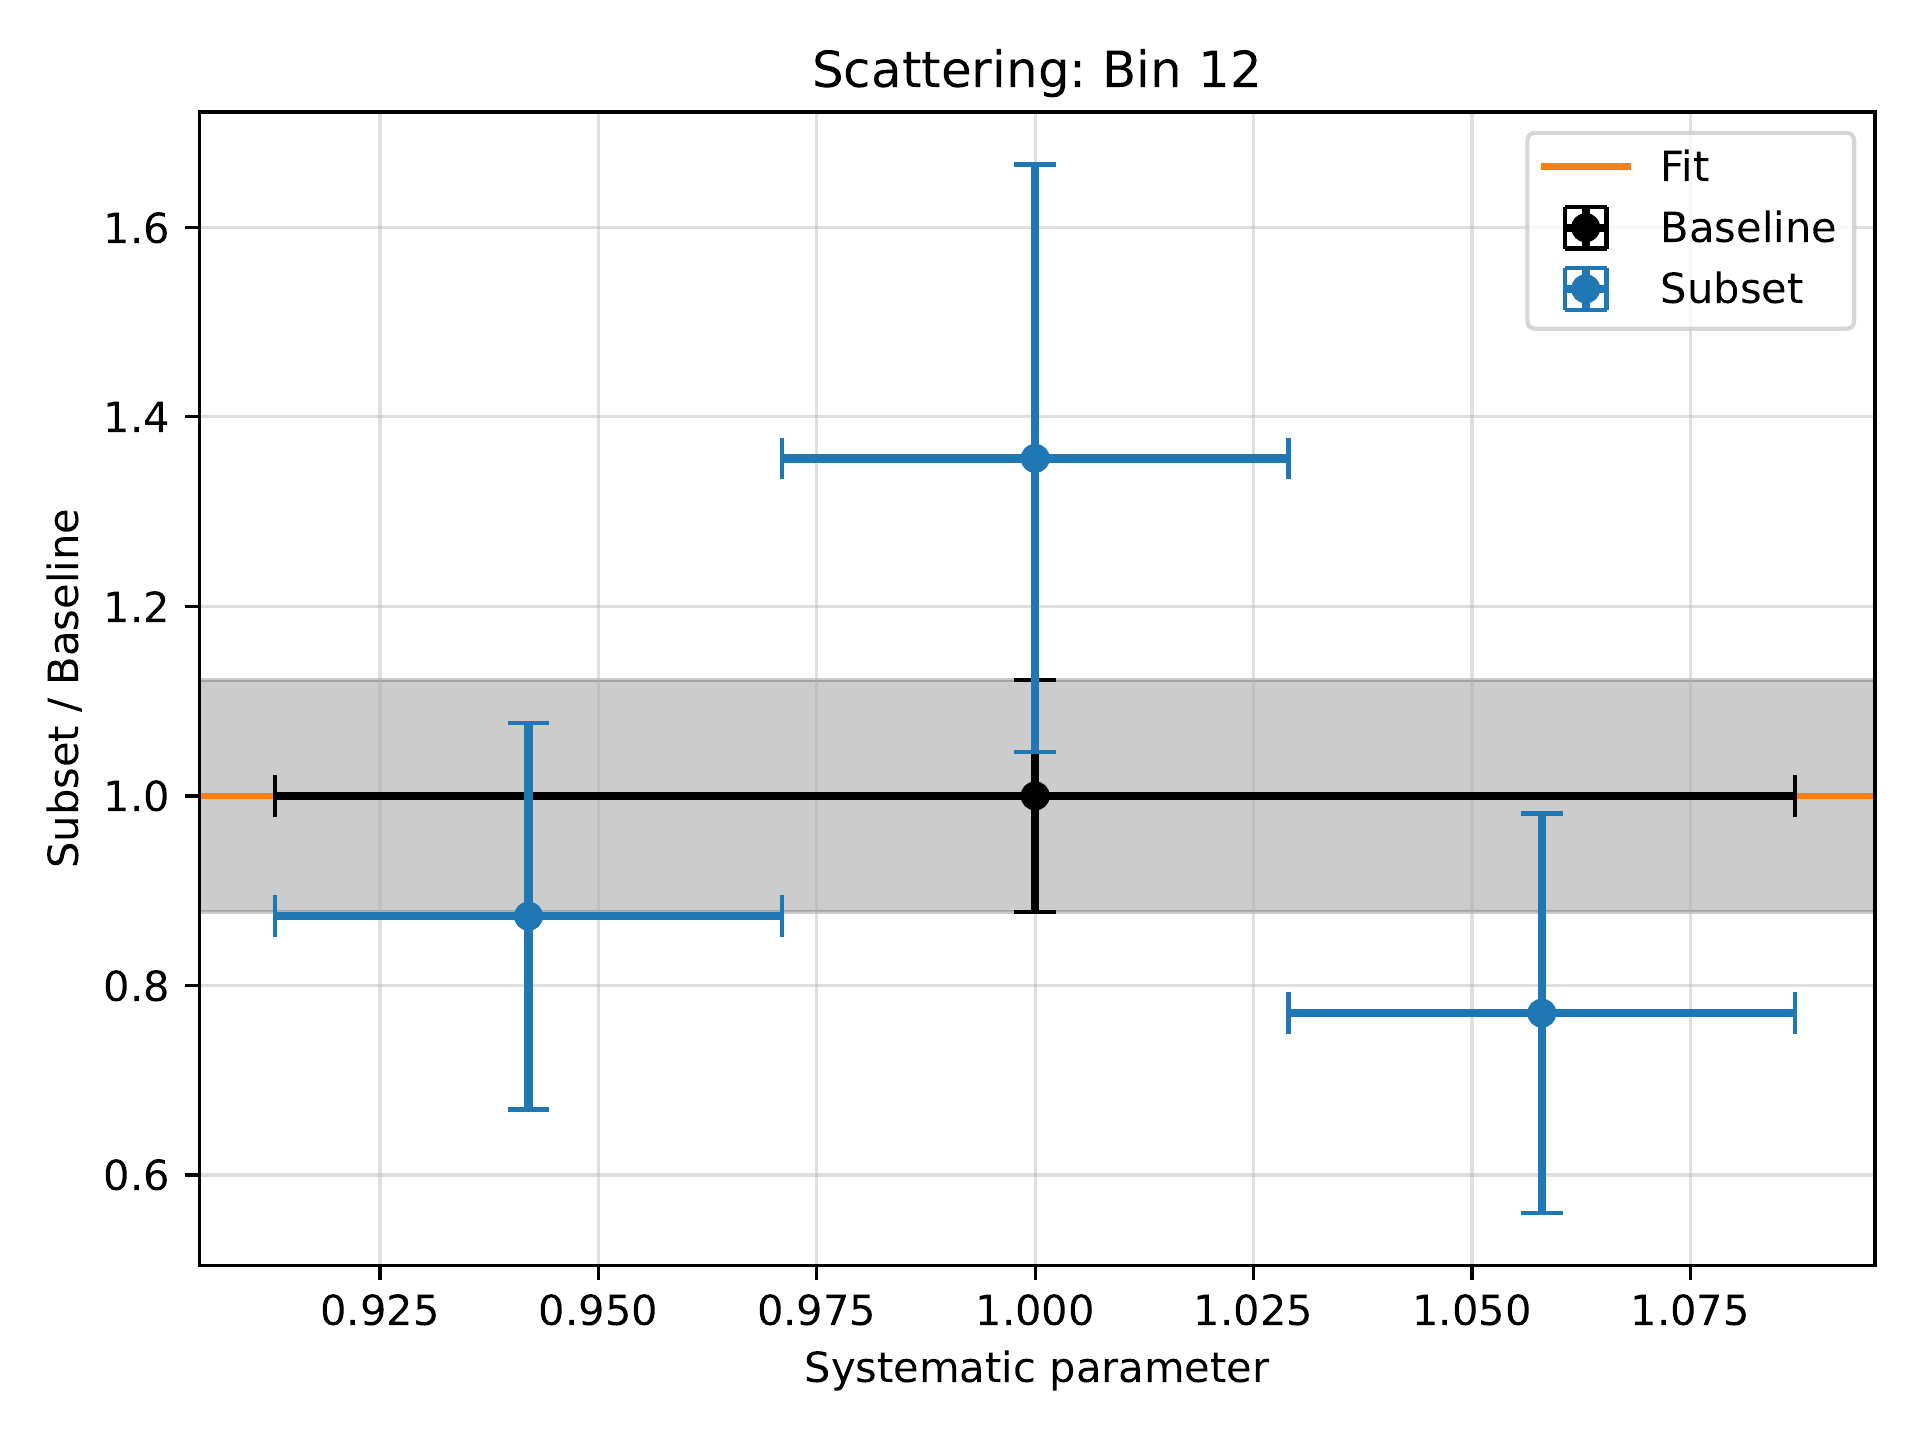 Scattering: Bin 12
Fit
Baseline
Subset
Subset / Baseline
1.6
1.4
1.2
1.0
0.8
0.6
0.925 0.950 0.975 1.000 1.025 1.050 1.075
Systematic parameter